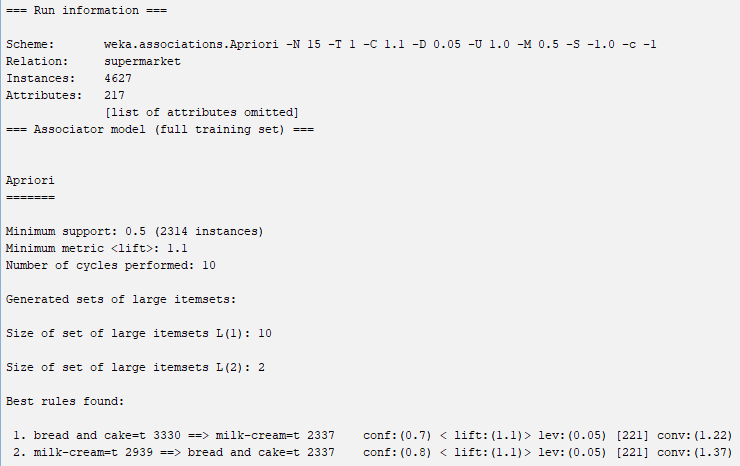 === Run information ===
Scheme:       weka.associations.Apriori -N 15 -T 1 -C 1.1 -D 0.05 -U 1.0 -M 0.5 -S -1.0 -c -1
Relation:     supermarket
Instances:    4627
Attributes:   217
[list of attributes omitted]
=== Associator model (full training set) ===
Apriori
=======
Minimum support: 0.5 (2314 instances)
Minimum metric <lift>: 1.1
Number of cycles performed: 10
Generated sets of large itemsets:
Size of set of large itemsets L(1): 10
Size of set of large itemsets L(2): 2
Best rules found:
1. bread and cake=t 3330 ==> milk-cream=t 2337    conf:(0.7) < lift:(1.1)> lev:(0.05) [221] conv:(1.22)
2. milk-cream=t 2939 ==> bread and cake=t 2337    conf:(0.8) < lift:(1.1)> lev:(0.05) [221] conv:(1.37)